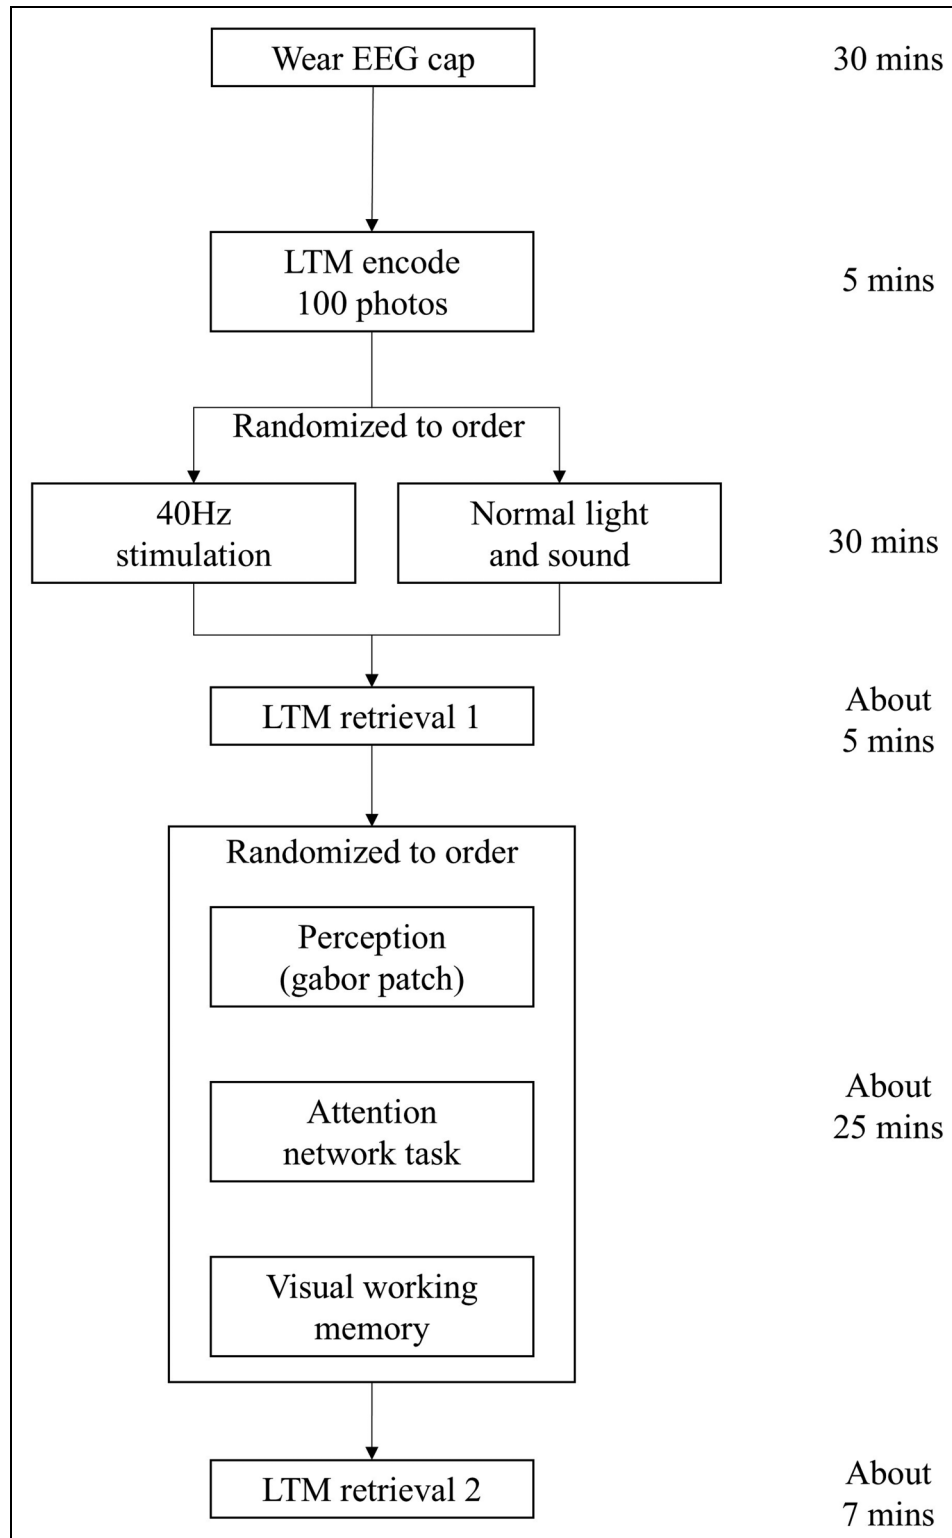 Wear EEG cap
30 mins
LTM encode
100 photos
5 mins
Randomized to order
40Hz
stimulation
Normal light
and sound
30 mins
LTM retrieval 1
About
5 mins
Randomized to order
Perception
(gabor patch)
Attention
network task
Visual working
memory
About
25 mins
LTM retrieval 2
About
7 mins